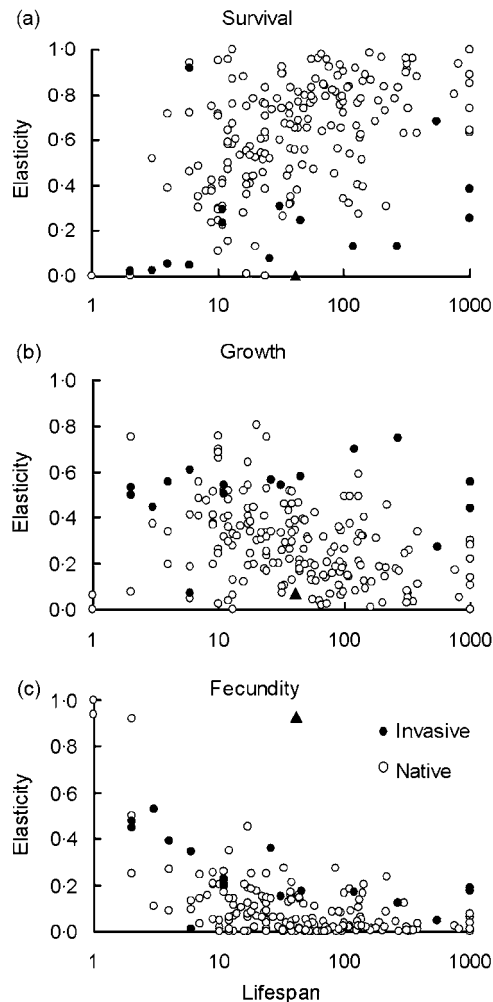 (a) Survival
1·0
0·8
0·6
0·4
0·2
0·0
Elasticity
1 10 100 1000
(b) Growth
1·0
0·8
0·6
0·4
0·2
0·0
Elasticity
1 10 100 1000
(c) Fecundity
1·0
0·8
0·6
0·4
0·2
0·0
Elasticity
Invasive
Native
1 10 100 1000
Lifespan